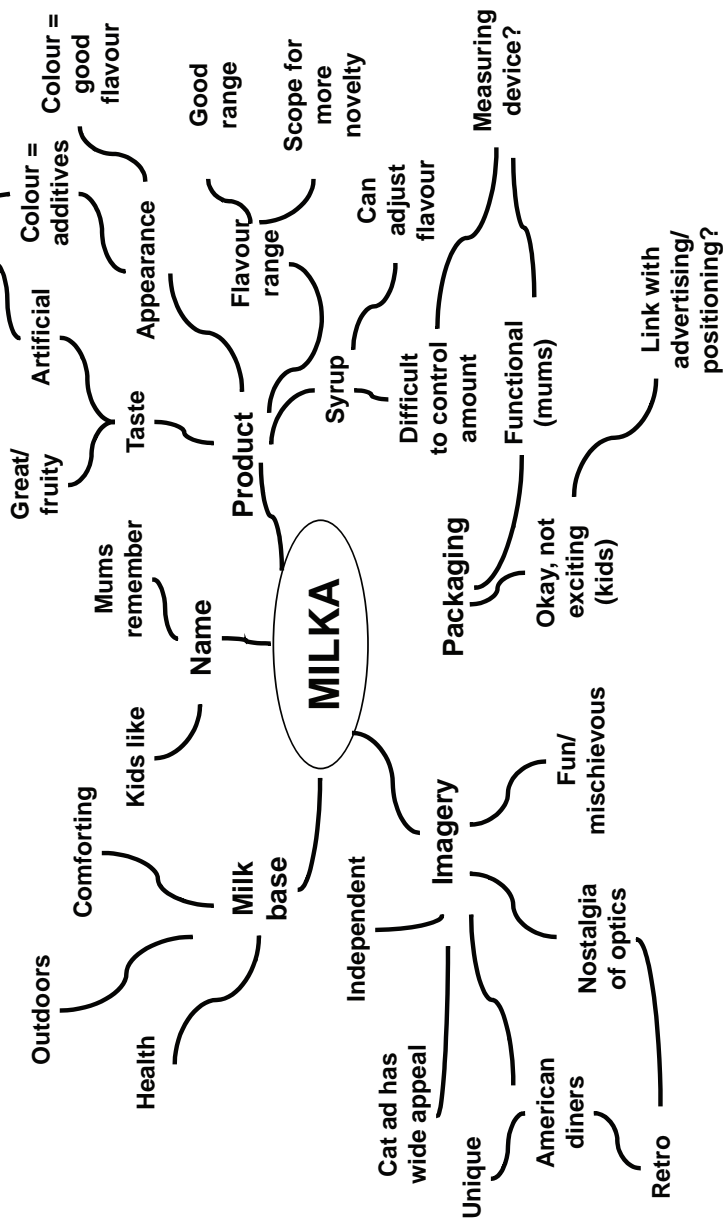 Outdoors
Health
Comforting
Milk
base
Kids like
Name
Mums
remember
Great/
fruity
Taste
Artificial
Colour =
additives
Colour =
good
flavour
Appearance
Product
Flavour
range
Good
range
Scope for
more
novelty
Syrup
Can
adjust
flavour
Difficult
to control
amount
Measuring
device?
MILKA
Packaging
Functional
(mums)
Okay, not
exciting
(kids)
Link with
advertising/
positioning?
Imagery
Independent
Cat ad has
wide appeal
Unique
American
diners
Retro
Nostalgia
of optics
Fun/
mischievous